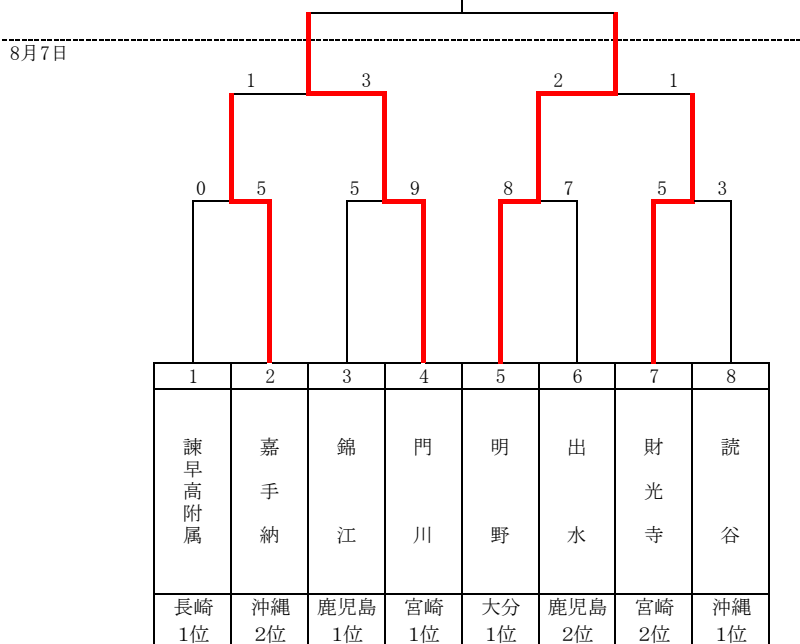 8月7日
1 3 2 1
0 5 5 9 8 7 5 3
1 2 3 4 5 6 7 8
諫早高附属 嘉手納 錦江 門川 明野 出水 財光寺 読谷
長崎 沖縄 鹿児島 宮崎 大分 鹿児島 宮崎 沖縄
1位 2位 1位 1位 1位 2位 2位 1位